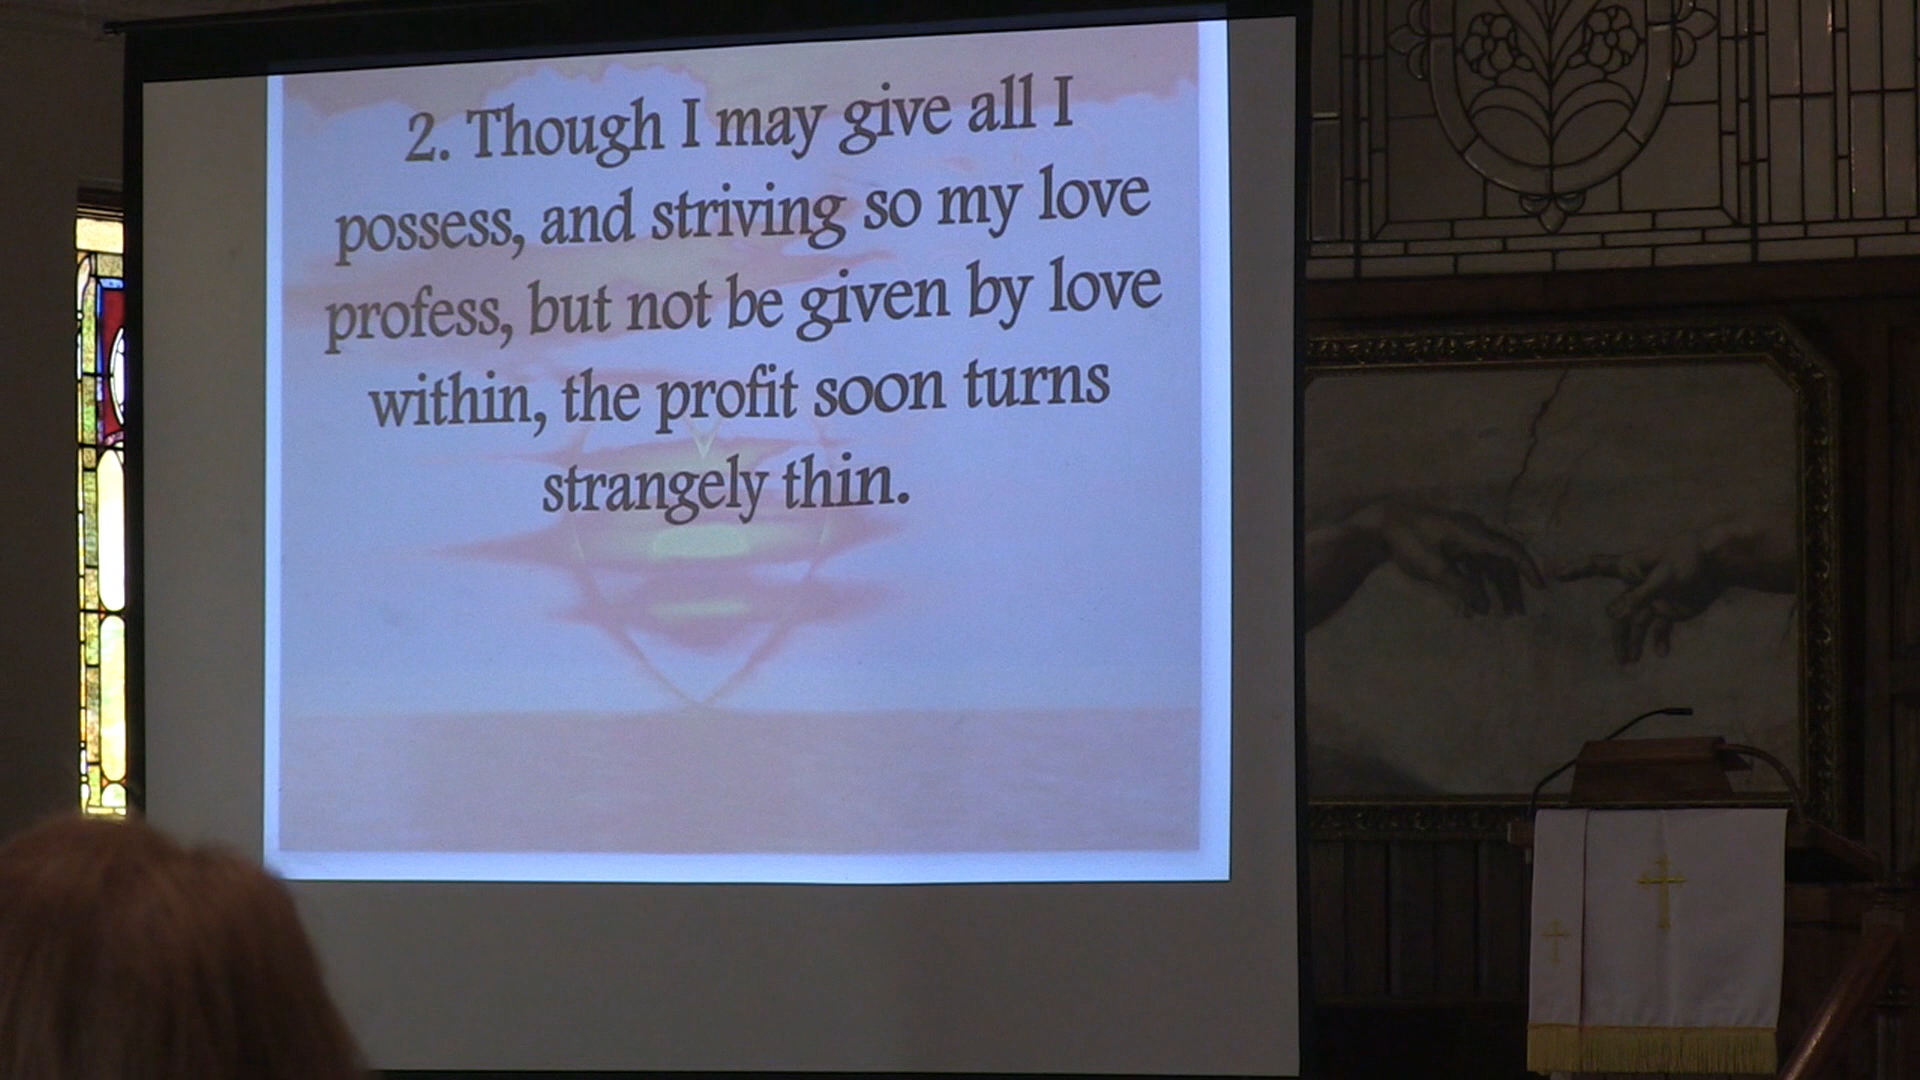 2. Though I may give all I
possess, and striving so my love
profess, but not be given by love
within, the profit soon turns
strangely thin.